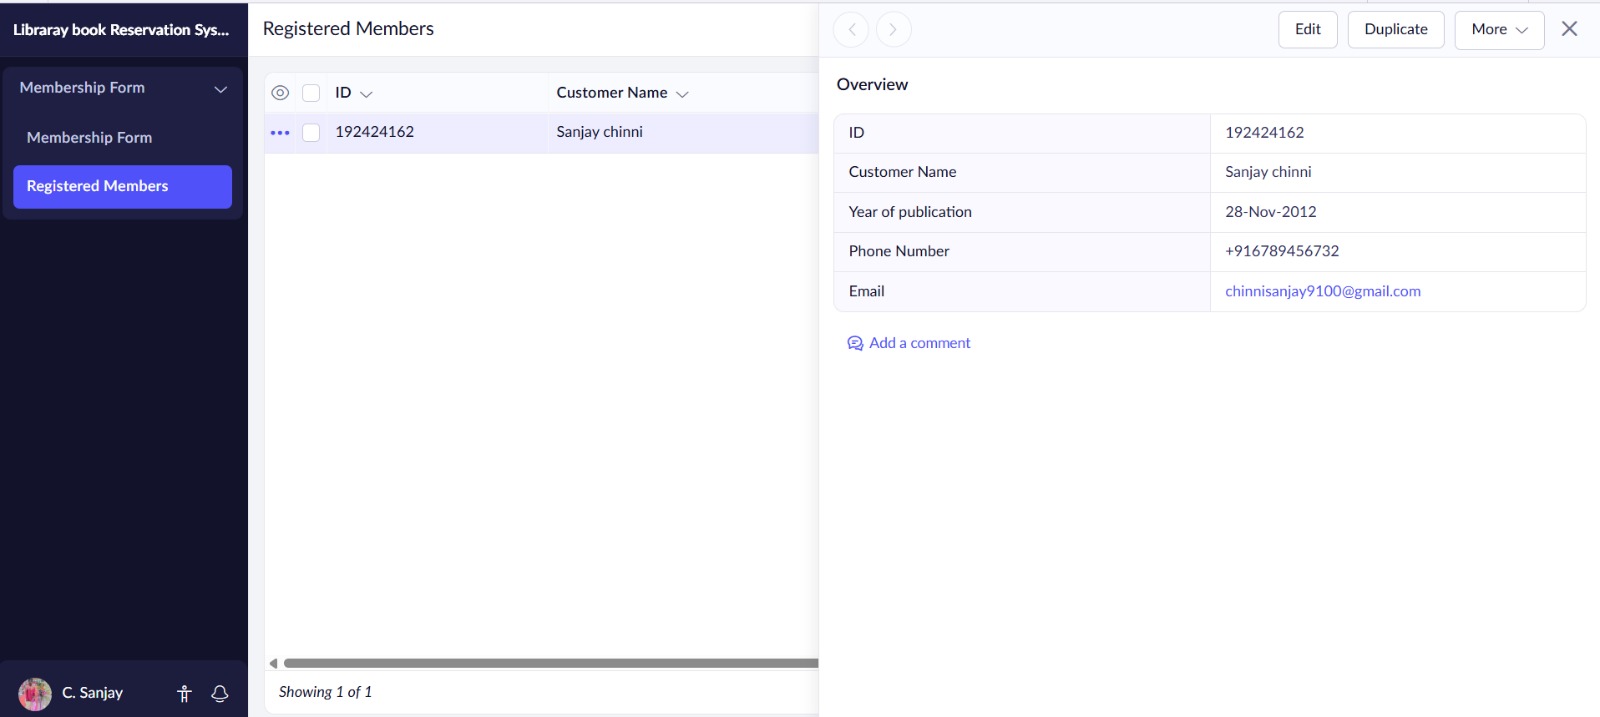 Libraray book Reservation Sys...
Membership Form
Membership Form
Registered Members
C. Sanjay
Registered Members
ID Customer Name
192424162 Sanjay chinni
Showing 1 of 1
Edit Duplicate More
Overview
ID 192424162
Customer Name Sanjay chinni
Year of publication 28-Nov-2012
Phone Number +916789456732
Email chinnisanjay9100@gmail.com
Add a comment